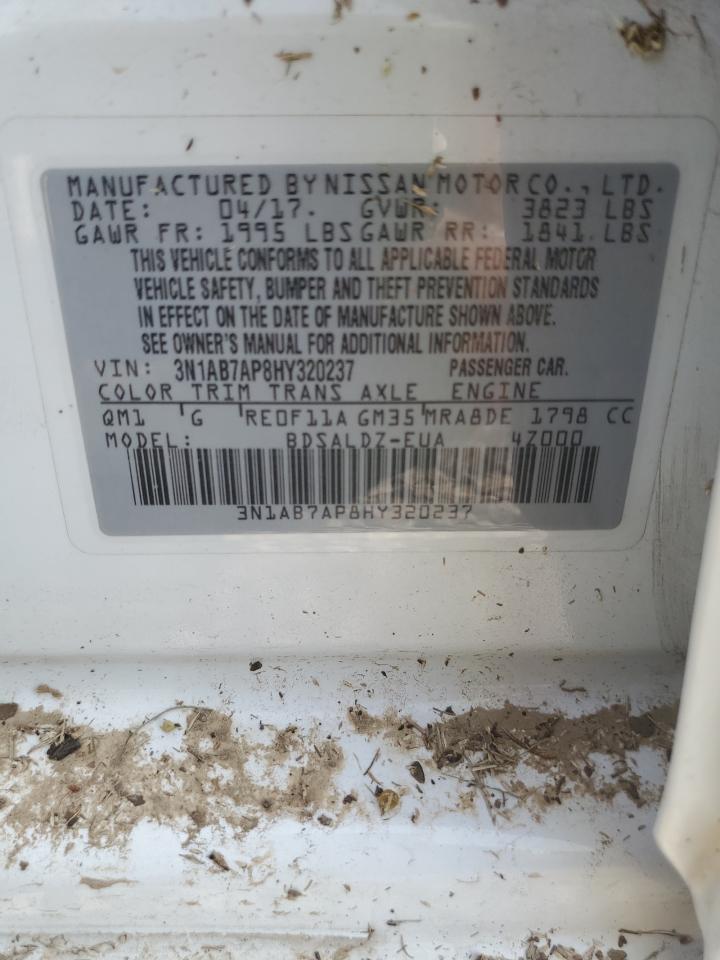 MANUFACTURED BY NISSAN MOTOR CO., LTD.
DATE: 04/17. GVWR: 3823 LBS
GAWR FR: 1995 LBS GAWR RR: 1841 LBS
THIS VEHICLE CONFORMS TO ALL APPLICABLE FEDERAL MOTOR
VEHICLE SAFETY, BUMPER AND THEFT PREVENTION STANDARDS
IN EFFECT ON THE DATE OF MANUFACTURE SHOWN ABOVE.
SEE OWNER'S MANUAL FOR ADDITIONAL INFORMATION.
VIN: 3N1AB7AP8HY320237 PASSENGER CAR.
COLOR TRIM TRANS AXLE ENGINE
QM1 G RE0F11A GM35 MRA8DE 1798 CC
MODEL: BDSALDZ-EUA 4Z000
3N1AB7AP8HY320237